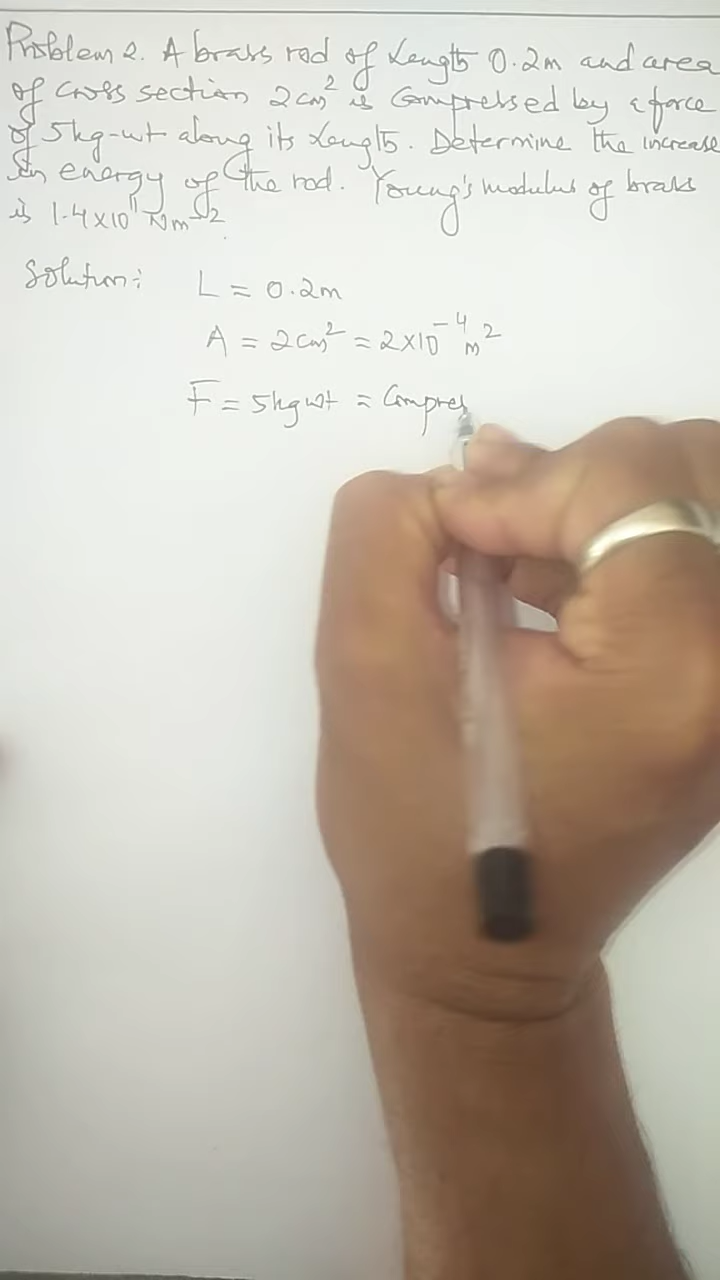 Problem 2. A brass rod of length 0.2m and area
of cross section 2cm² is compressed by a force
of 5kg-wt along its length. Determine the increase
in energy of the rod. Young's modulus of brass
is 1.4×10¹¹ Nm⁻².
Solution: L = 0.2m
A = 2cm² = 2×10⁻⁴ m²
F = 5kg wt = Compres